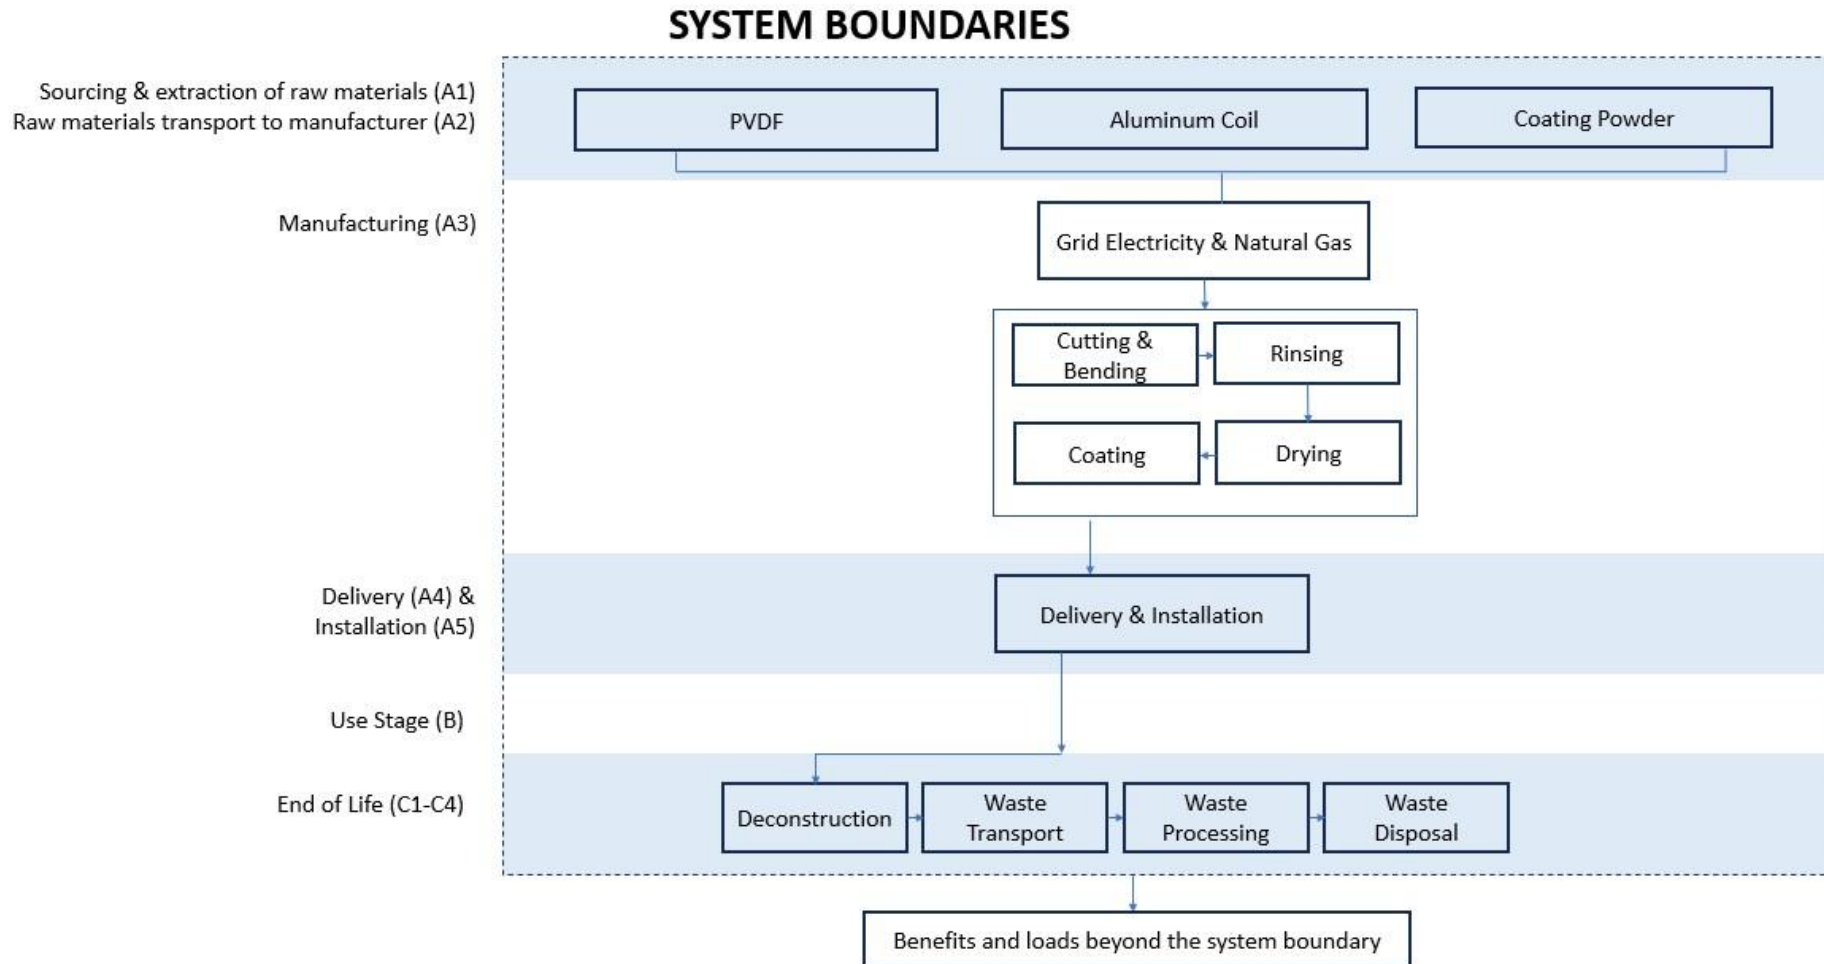 SYSTEM BOUNDARIES
Sourcing & extraction of raw materials (A1)
Raw materials transport to manufacturer (A2)
PVDF
Aluminum Coil
Coating Powder
Manufacturing (A3)
Grid Electricity & Natural Gas
Cutting &
Bending
Rinsing
Coating
Drying
Delivery (A4) &
Installation (A5)
Delivery & Installation
Use Stage (B)
End of Life (C1-C4)
Deconstruction
Waste
Transport
Waste
Processing
Waste
Disposal
Benefits and loads beyond the system boundary